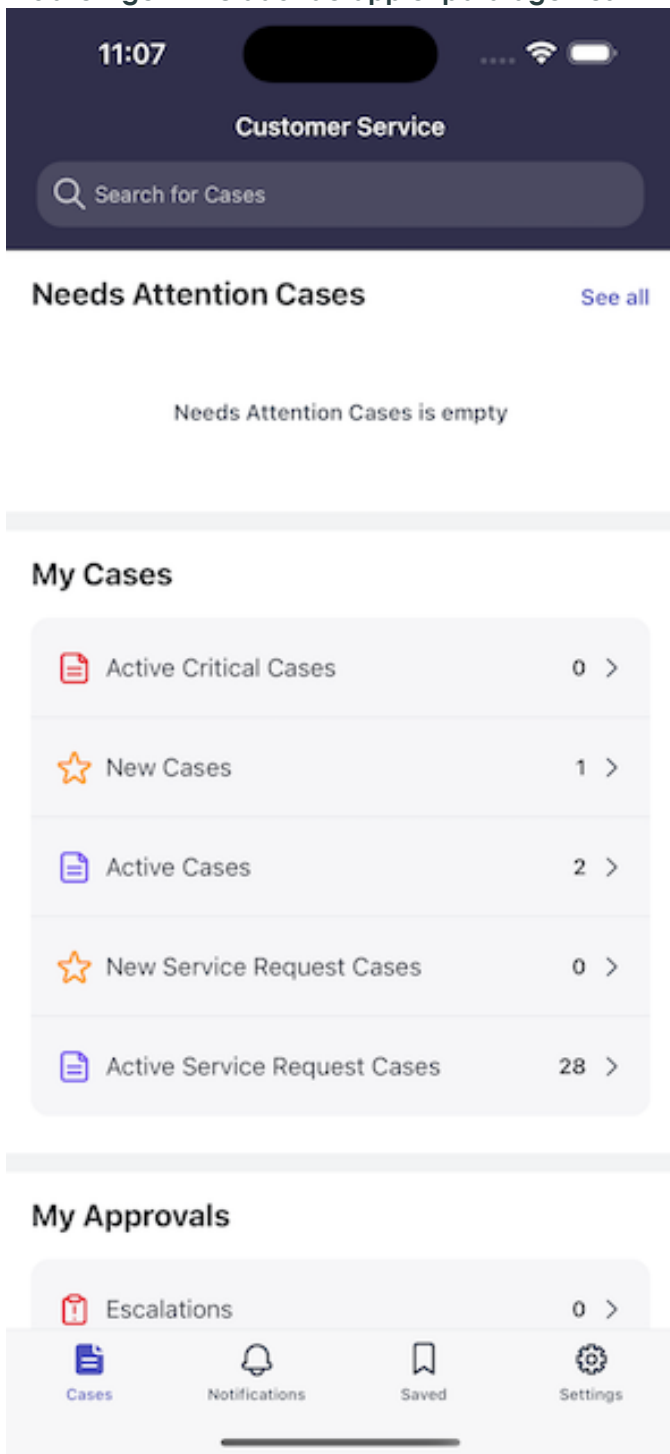 11:07
Customer Service
Search for Cases
Needs Attention Cases See all
Needs Attention Cases is empty
My Cases
Active Critical Cases 0
New Cases 1
Active Cases 2
New Service Request Cases 0
Active Service Request Cases 28
My Approvals
Escalations 0
Cases Notifications Saved Settings